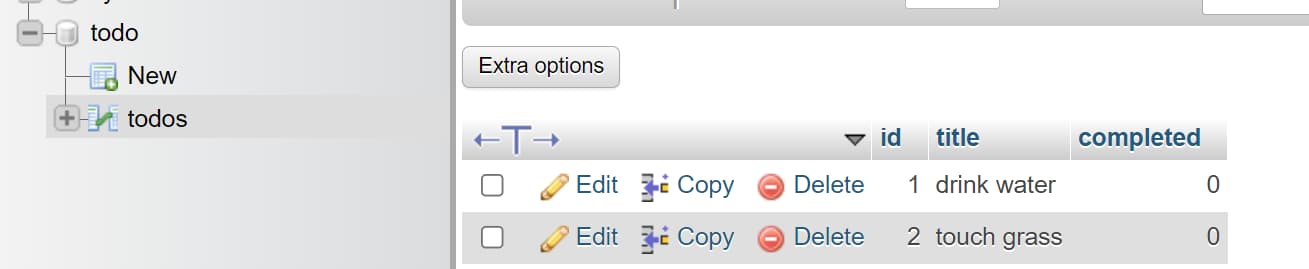 todo
New
todos
Extra options
←T→ id title completed
Edit Copy Delete 1 drink water 0
Edit Copy Delete 2 touch grass 0